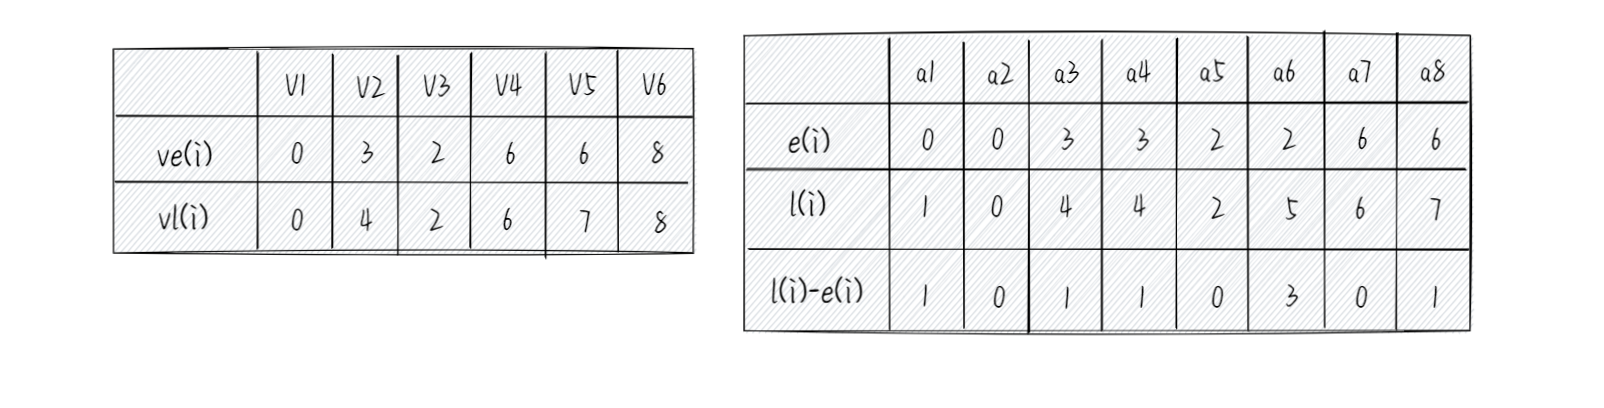 V1 V2 V3 V4 V5 V6
ve(i) 0 3 2 6 6 8
vl(i) 0 4 2 6 7 8
a1 a2 a3 a4 a5 a6 a7 a8
e(i) 0 0 3 3 2 2 6 6
l(i) 1 0 4 4 2 5 6 7
l(i)-e(i) 1 0 1 1 0 3 0 1